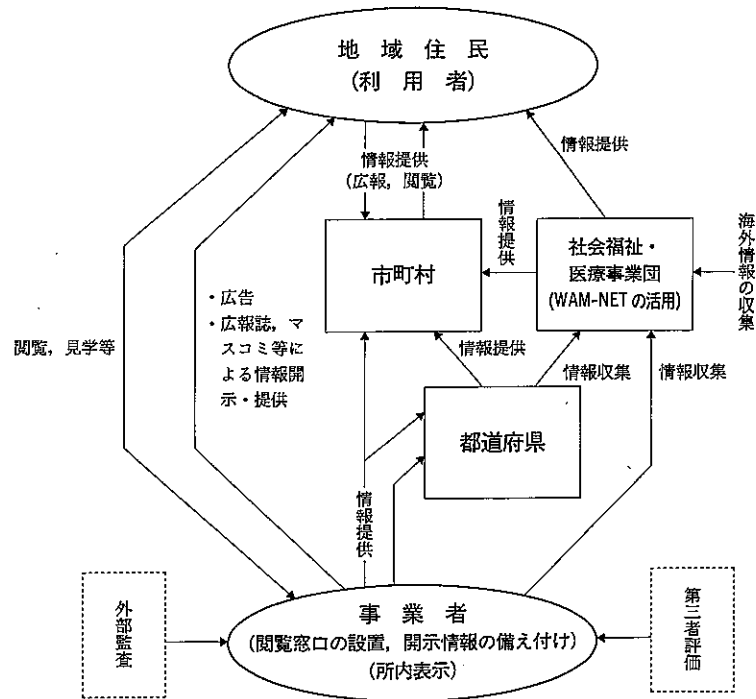 地域住民
(利用者)
情報提供
(広報，閲覧)
情報提供
情報提供
市町村
社会福祉・
医療事業団
(WAM-NETの活用)
海外情報の収集
・広告
・広報誌，マ
スコミ等に
よる情報開
示・提供
閲覧，見学等
情報提供
情報収集
情報収集
都道府県
情報提供
外部監査
事業者
(閲覧窓口の設置，開示情報の備え付け)
(所内表示)
第三者評価